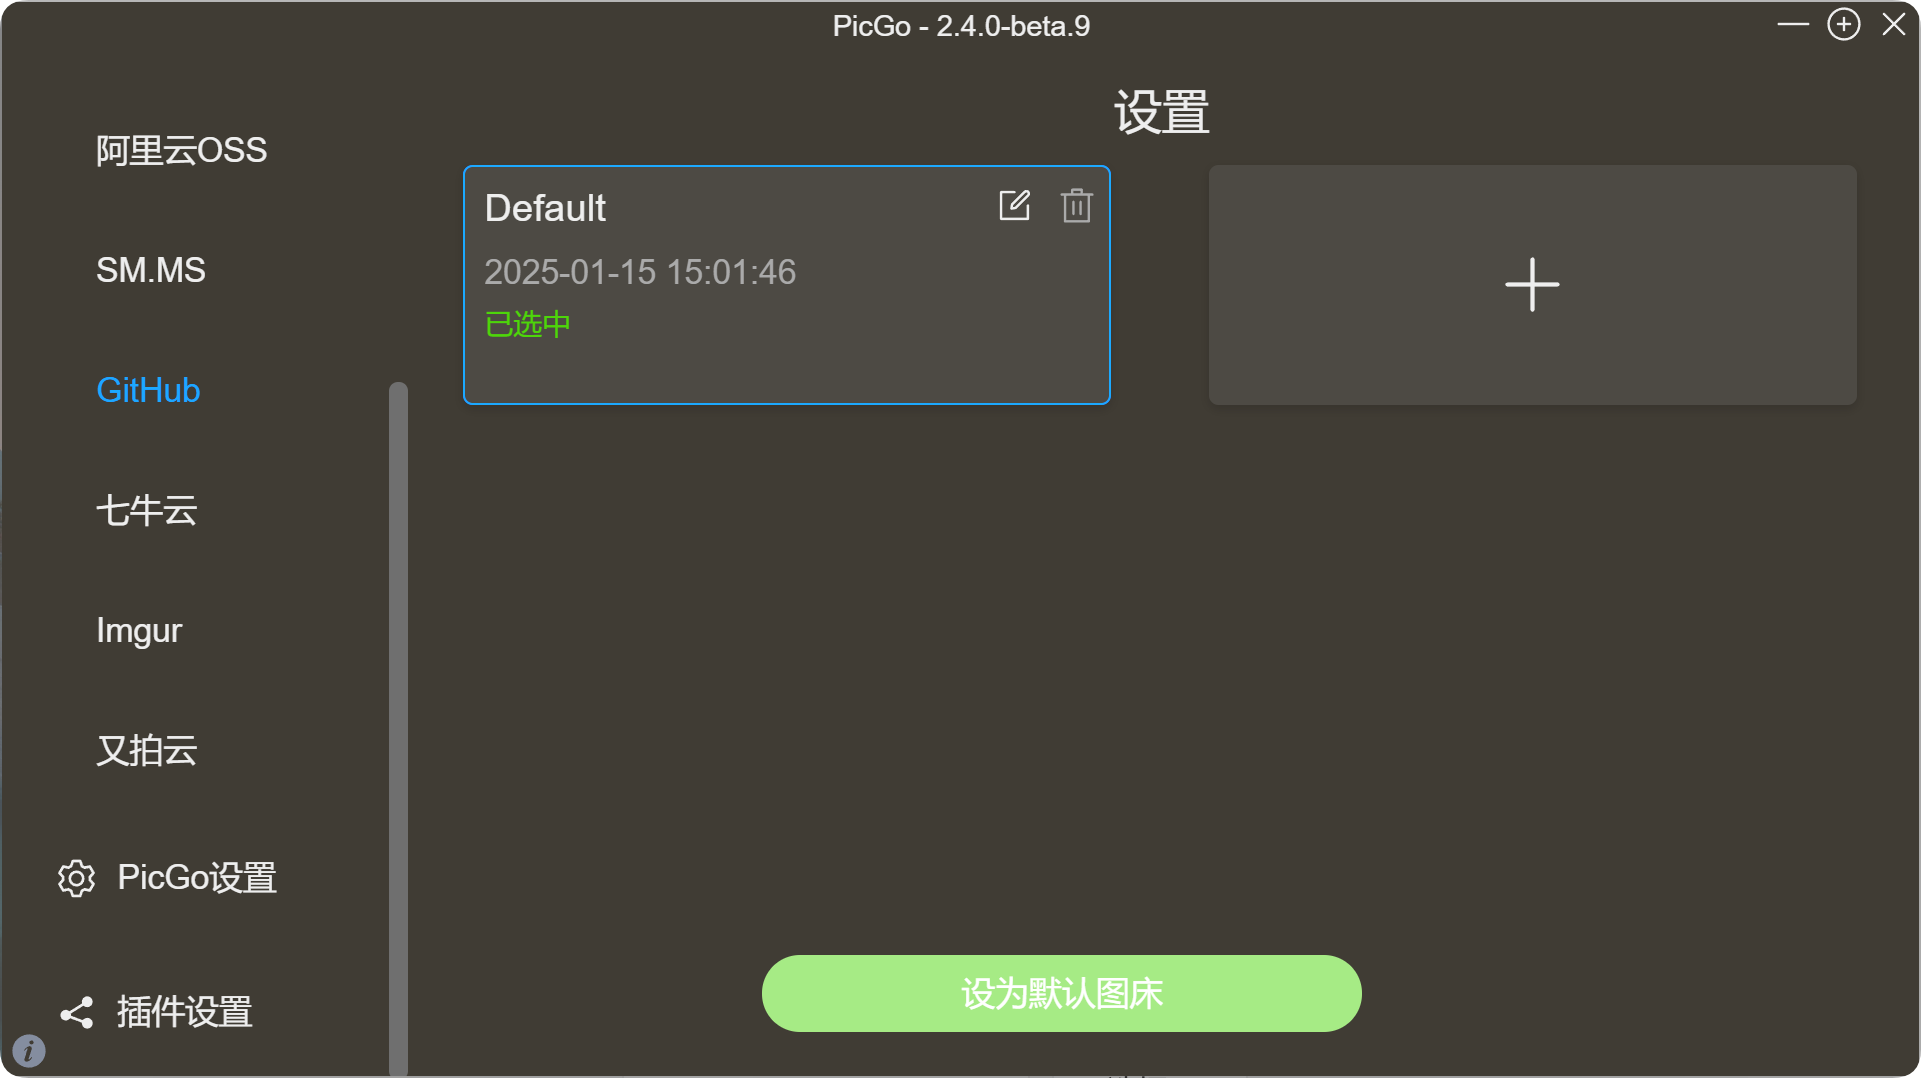 PicGo - 2.4.0-beta.9
阿里云OSS
SM.MS
GitHub
七牛云
Imgur
又拍云
PicGo设置
插件设置
设置
Default
2025-01-15 15:01:46
已选中
设为默认图床